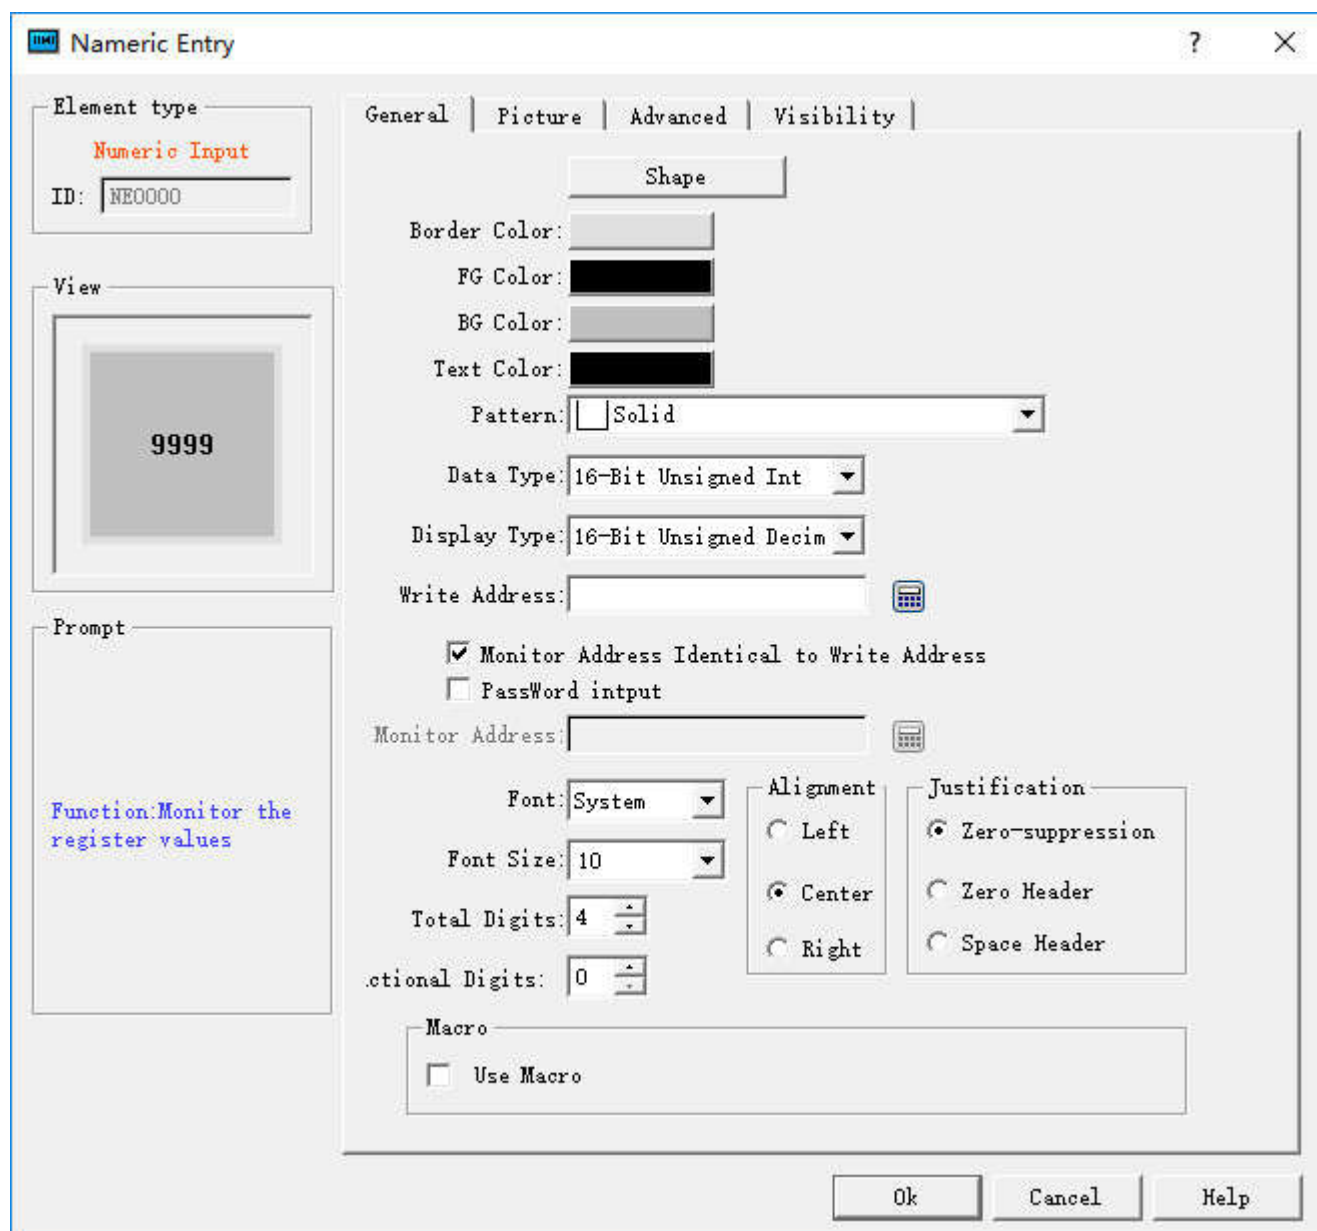 Nameric Entry
?
Element type
Numeric Input
ID: NE0000
View
9999
Prompt
Function:Monitor the
register values
General
Picture
Advanced
Visibility
Shape
Border Color:
FG Color:
BG Color:
Text Color:
Pattern: Solid
Data Type: 16-Bit Unsigned Int
Display Type: 16-Bit Unsigned Decim
Write Address:
Monitor Address Identical to Write Address
PassWord intput
Monitor Address:
Font: System
Font Size: 10
Total Digits: 4
ctional Digits: 0
Alignment
Left
Center
Right
Justification
Zero-suppression
Zero Header
Space Header
Macro
Use Macro
Ok
Cancel
Help